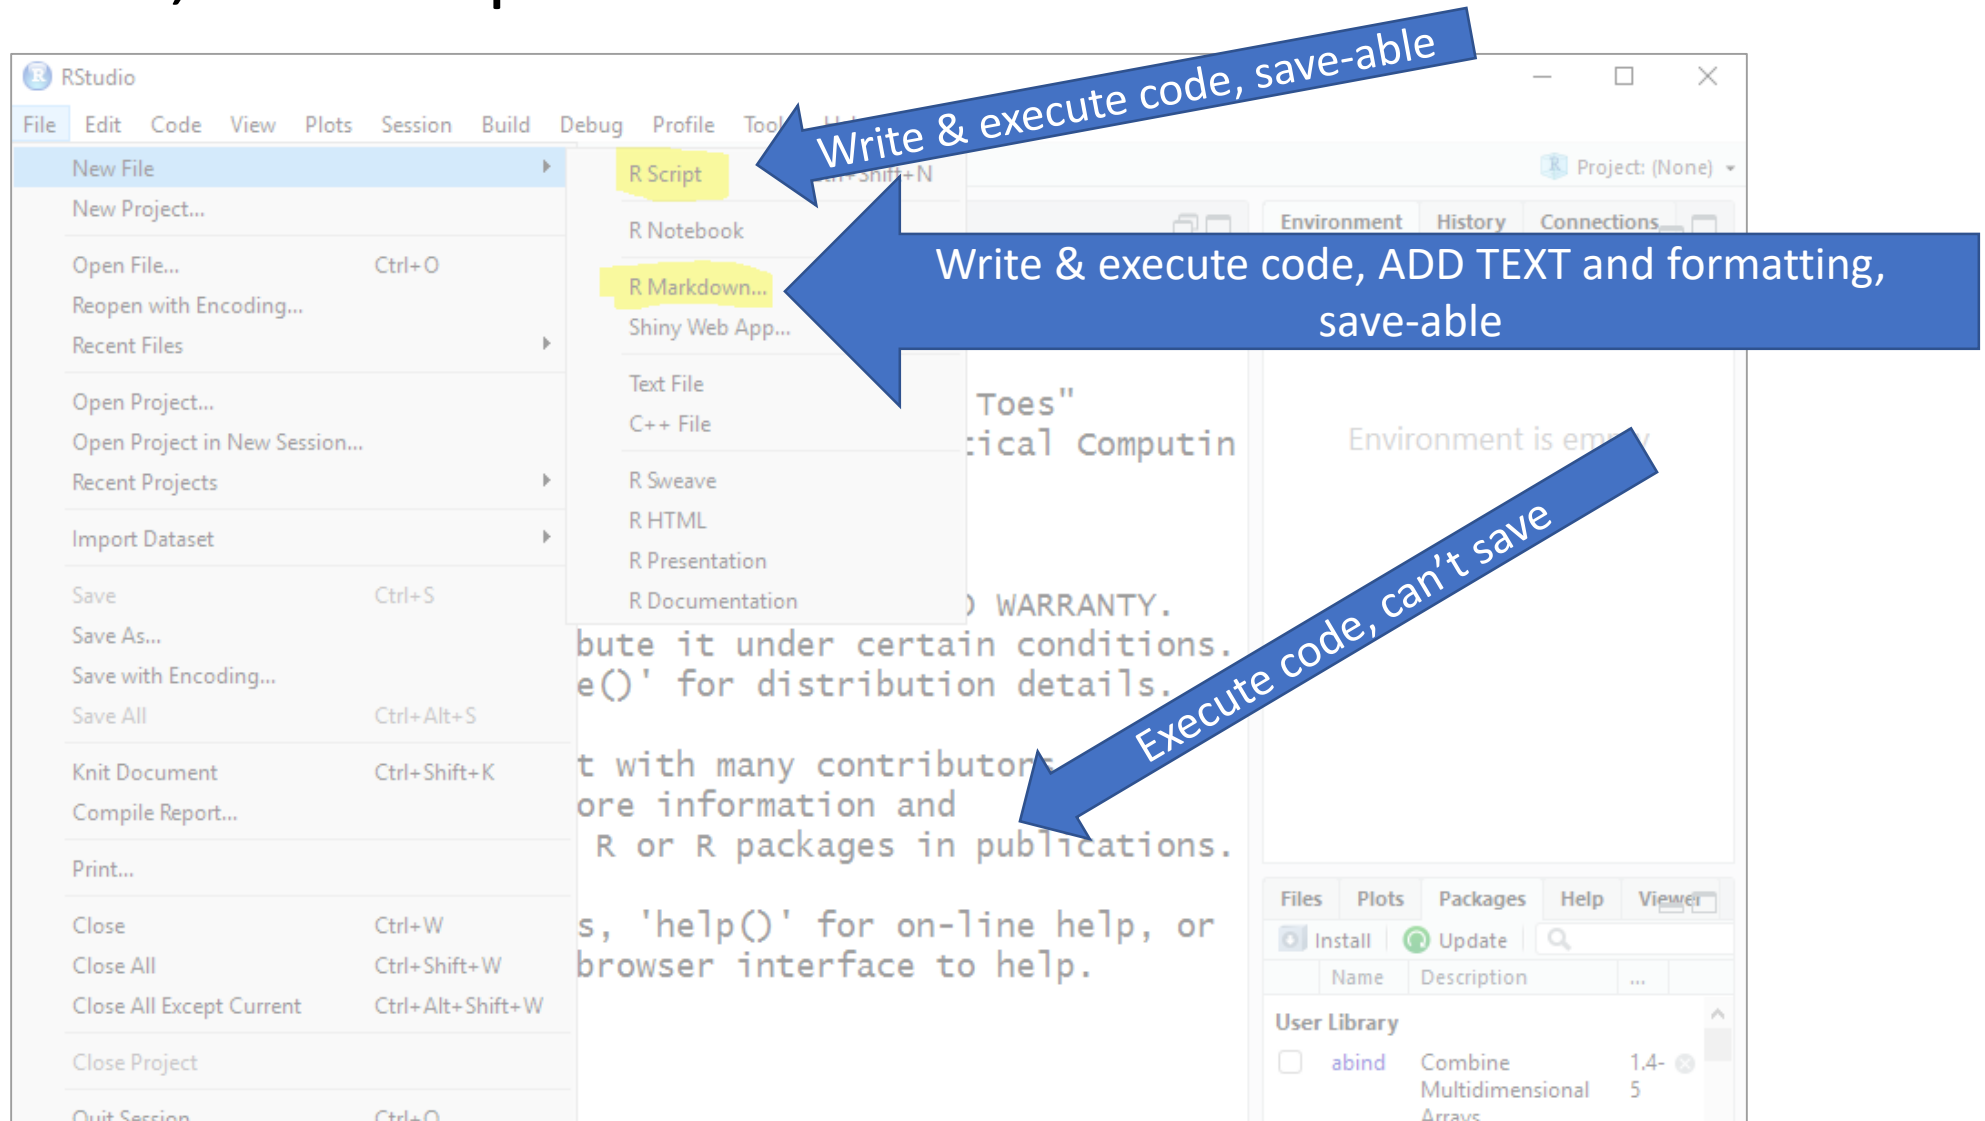 Write & execute code, save-able
RStudio
File Edit Code View Plots Session Build Debug Profile
New File
R Script
Project: (None)
New Project...
R Notebook
Environment History Connections
Write & execute code, ADD TEXT and formatting,
save-able
Open File... Ctrl+O
R Markdown...
Reopen with Encoding...
Shiny Web App...
Recent Files
Text File
Toes"
Open Project...
C++ File
Computin
Environment is empty
Open Project in New Session...
R Sweave
Recent Projects
R HTML
Import Dataset
R Presentation
Execute code, can't save
Save Ctrl+S
R Documentation
WARRANTY.
Save As...
it under certain conditions.
Save with Encoding...
e()' for distribution details.
Save All Ctrl+Alt+S
Knit Document Ctrl+Shift+K
with many contributors
Compile Report...
information and
R or R packages in publications.
Print...
Files Plots Packages Help Viewer
Close Ctrl+W
s, 'help()' for on-line help, or
Install Update
Close All Ctrl+Shift+W
browser interface to help.
Name Description ...
Close All Except Current Ctrl+Alt+Shift+W
User Library
Close Project
abind Combine 1.4-
Multidimensional 5
Arrays
Quit Session Ctrl+Q